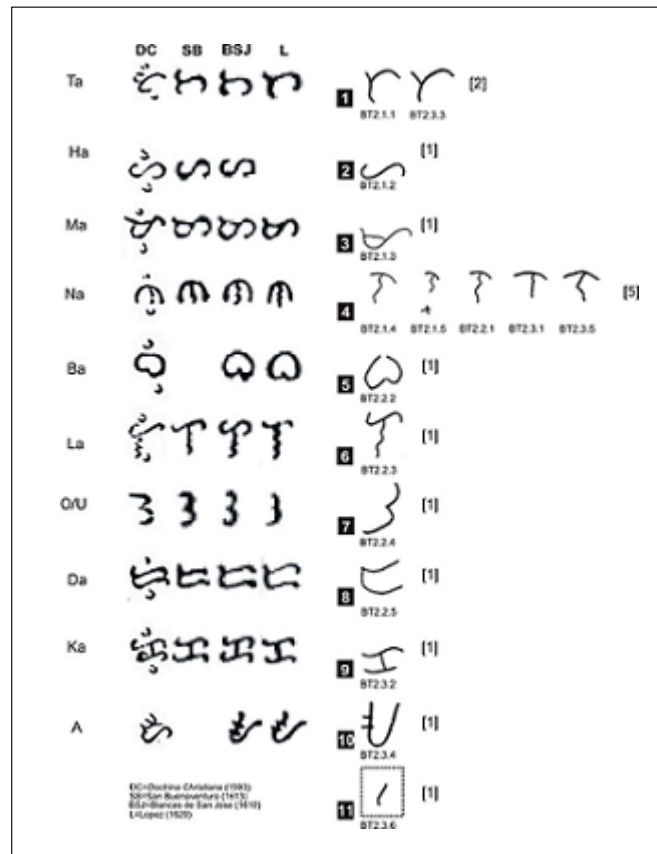 DC SB BSJ L
Ta 1 [2]
BT2.1.1 BT2.3.3
Ha 2 [1]
BT2.1.2
Ma 3 [1]
BT2.1.3
Na 4 [5]
BT2.1.4 BT2.1.5 BT2.2.1 BT2.3.1 BT2.3.5
Ba 5 [1]
BT2.2.2
La 6 [1]
BT2.2.3
O/U 7 [1]
BT2.2.4
Da 8 [1]
BT2.2.5
Ka 9 [1]
BT2.3.2
A 10 [1]
BT2.3.4
11 [1]
BT2.3.6
DC=Doctrina Christiana (1593)
SB=San Buenaventura (1613)
BSJ=Blancas de San Jose (1610)
L=Lopez (1620)